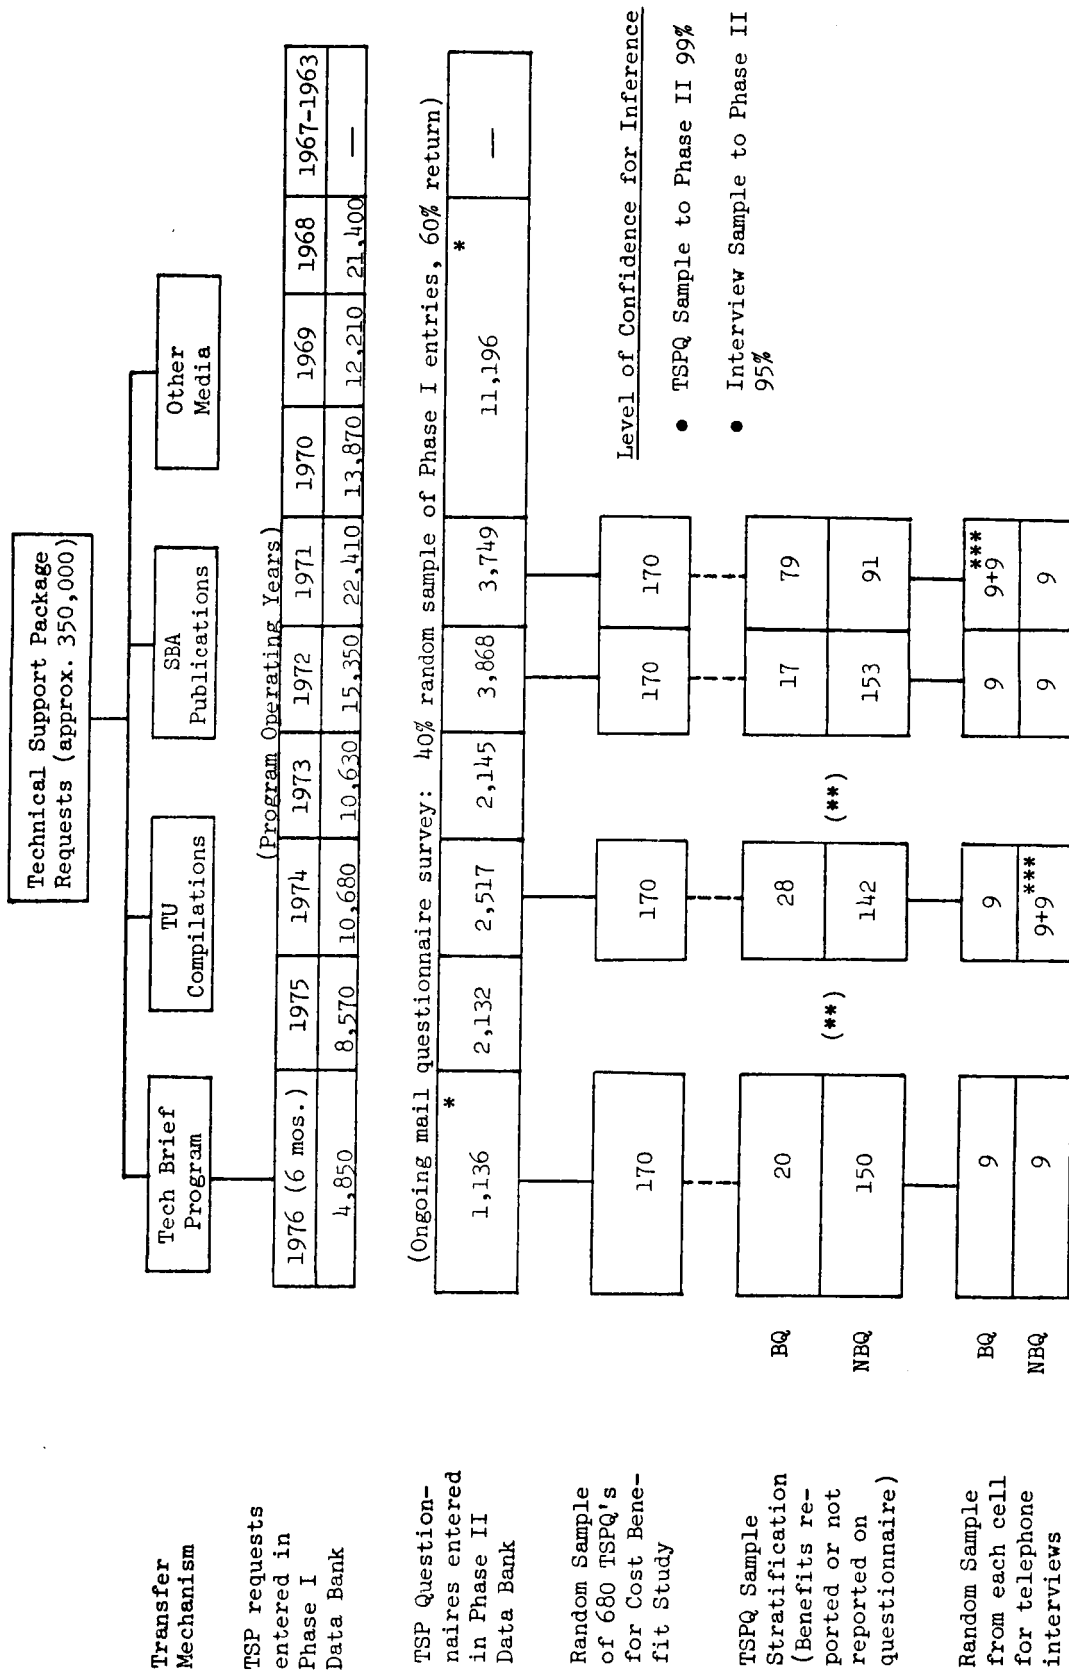 Technical Support Package
Requests (approx. 350,000)
Transfer
Mechanism
Tech Brief
Program
TU
Compilations
SBA
Publications
Other
Media
(Program Operating Years)
TSP requests
entered in
Phase I
Data Bank
1976 (6 mos.) 1975 1974 1973 1972 1971 1970 1969 1968 1967-1963
4,850 8,570 10,680 10,630 15,350 22,410 13,870 12,210 21,400 —
(Ongoing mail questionnaire survey: 40% random sample of Phase I entries, 60% return)
TSP Question-
naires entered
in Phase II
Data Bank
1,136 * 2,132 2,517 2,145 3,868 3,749 11,196 * —
Random Sample
of 680 TSPQ's
for Cost Bene-
fit Study
170 170 170 170
Level of Confidence for Inference
• TSPQ Sample to Phase II 99%
• Interview Sample to Phase II
95%
TSPQ Sample
Stratification
(Benefits re-
ported or not
reported on
questionnaire)
BQ 20 28 17 79
NBQ 150 (**) 142 (**) 153 91
Random Sample
from each cell
for telephone
interviews
BQ 9 9 9 9+9***
NBQ 9 9+9*** 9 9